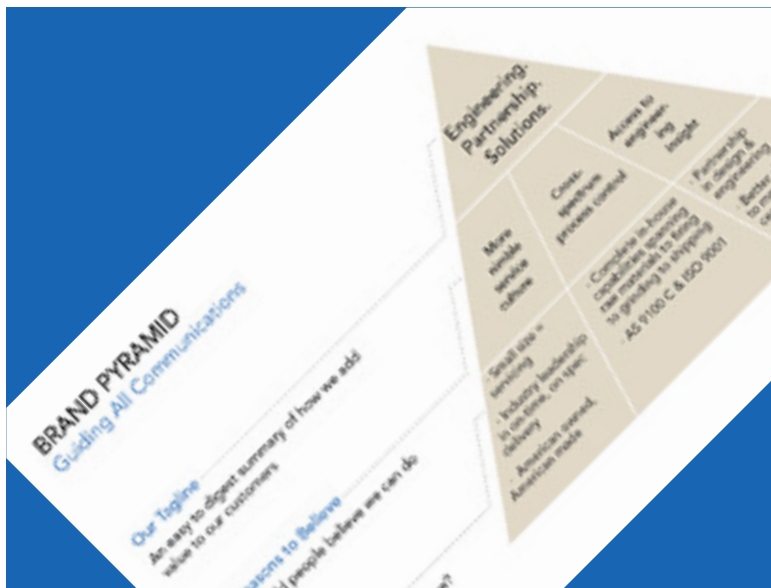 BRAND PYRAMID
Guiding All Communications
Our Tagline
An easy to digest summary of how we add
value to our customers
asons to Believe
people believe we can do
Engineering.
Partnership.
Solutions.
More
nimble
service
culture
Cross-
spectrum
process control
Access to
engineer-
ing
insight
· Small size =
servicing
· Industry leadership
in on-time, on spec
delivery
· American owned,
American made
· Complete in-house
capabilities spanning
raw materials to firing
to grinding to shipping
· AS 9100 C & ISO 9001
· Partnership
in design &
engineering
· Better
to m